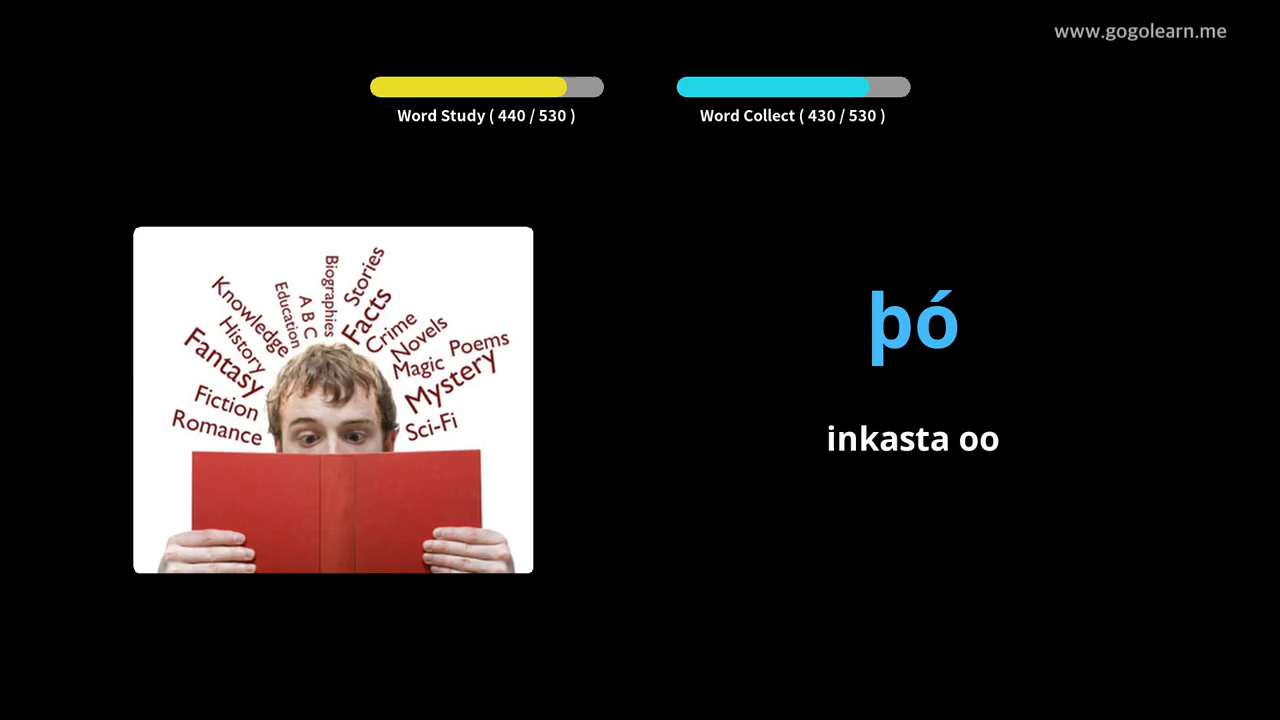 www.gogolearn.me
Word Study ( 440 / 530 )
Word Collect ( 430 / 530 )
Knowledge
Education
A B C
Biographies
Stories
Facts
Crime
Novels
Poems
History
Fantasy
Magic
Mystery
Fiction
Romance
Sci-Fi
þó
inkasta oo